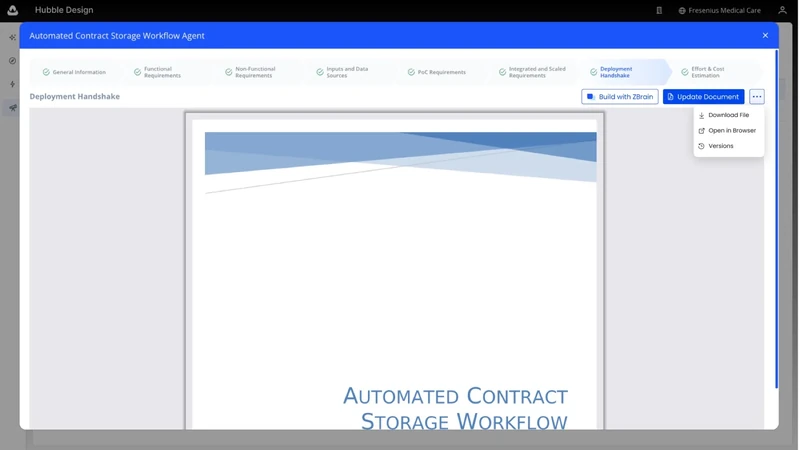 Hubble Design
Fresenius Medical Care
Automated Contract Storage Workflow Agent
General Information
Functional
Requirements
Non-Functional
Requirements
Inputs and Data
Sources
PoC Requirements
Integrated and Scaled
Requirements
Deployment
Handshake
Effort & Cost
Estimation
Deployment Handshake
Build with ZBrain
Update Document
Download File
Open in Browser
Versions
AUTOMATED CONTRACT
STORAGE WORKFLOW